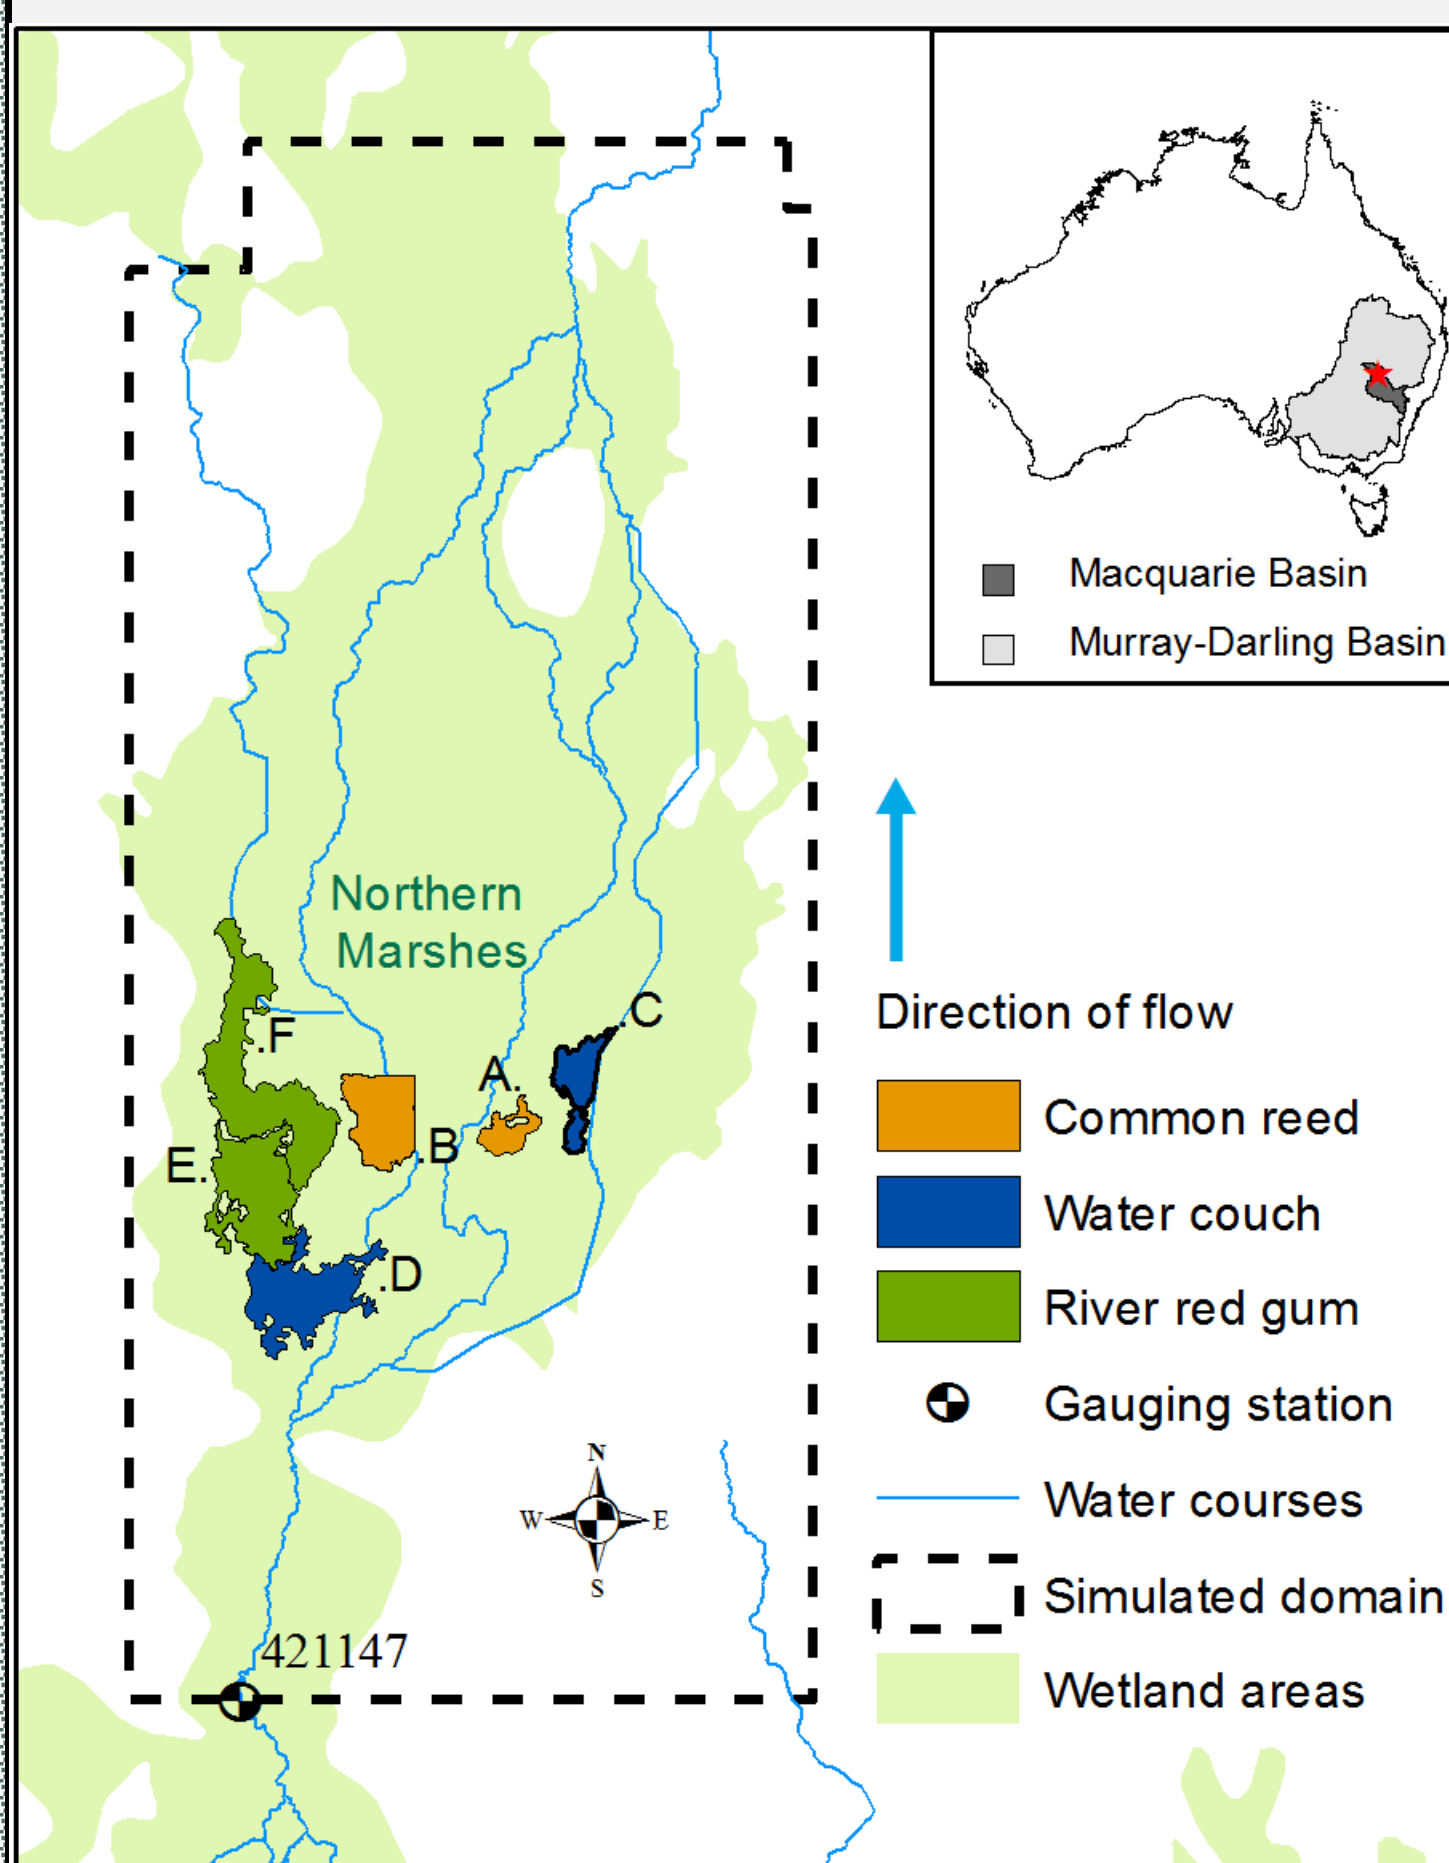 Macquarie Basin
Murray-Darling Basin
Northern
Marshes
.C
.F
A.
.B
E.
.D
Direction of flow
Common reed
Water couch
River red gum
Gauging station
Water courses
Simulated domain
Wetland areas
N
W
E
S
421147